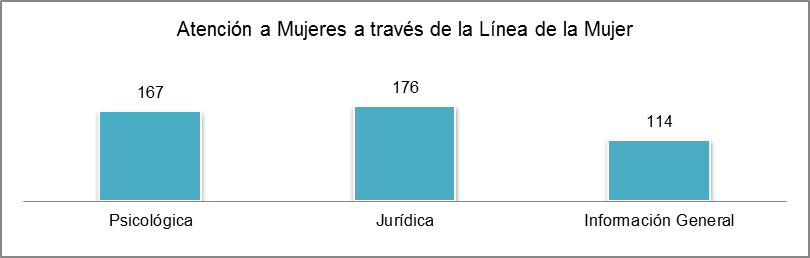 Atención a Mujeres a través de la Línea de la Mujer
167
176
114
Psicológica
Jurídica
Información General